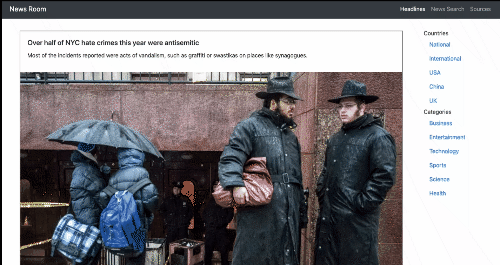 News Room
Headlines News Search Sources
Over half of NYC hate crimes this year were antisemitic
Most of the incidents reported were acts of vandalism, such as graffiti or swastikas on places like synagogues.
Countries
National
International
USA
China
UK
Categories
Business
Entertainment
Technology
Sports
Science
Health